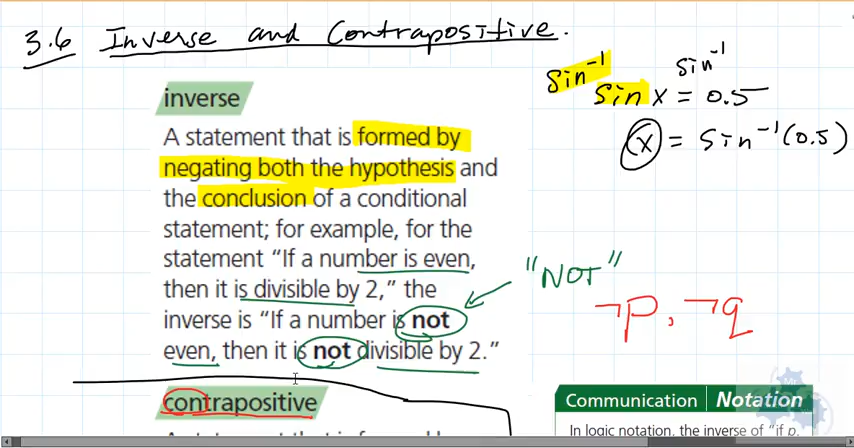 3.6 Inverse and Contrapositive.
sin⁻¹ sin⁻¹
sin x = 0.5
x = sin⁻¹(0.5)
inverse
A statement that is formed by
negating both the hypothesis and
the conclusion of a conditional
statement; for example, for the
statement “If a number is even,
then it is divisible by 2,” the
inverse is “If a number is not
even, then it is not divisible by 2.”
"NOT"
¬p, ¬q
contrapositive
Communication | Notation
In logic notation, the inverse of “if p,